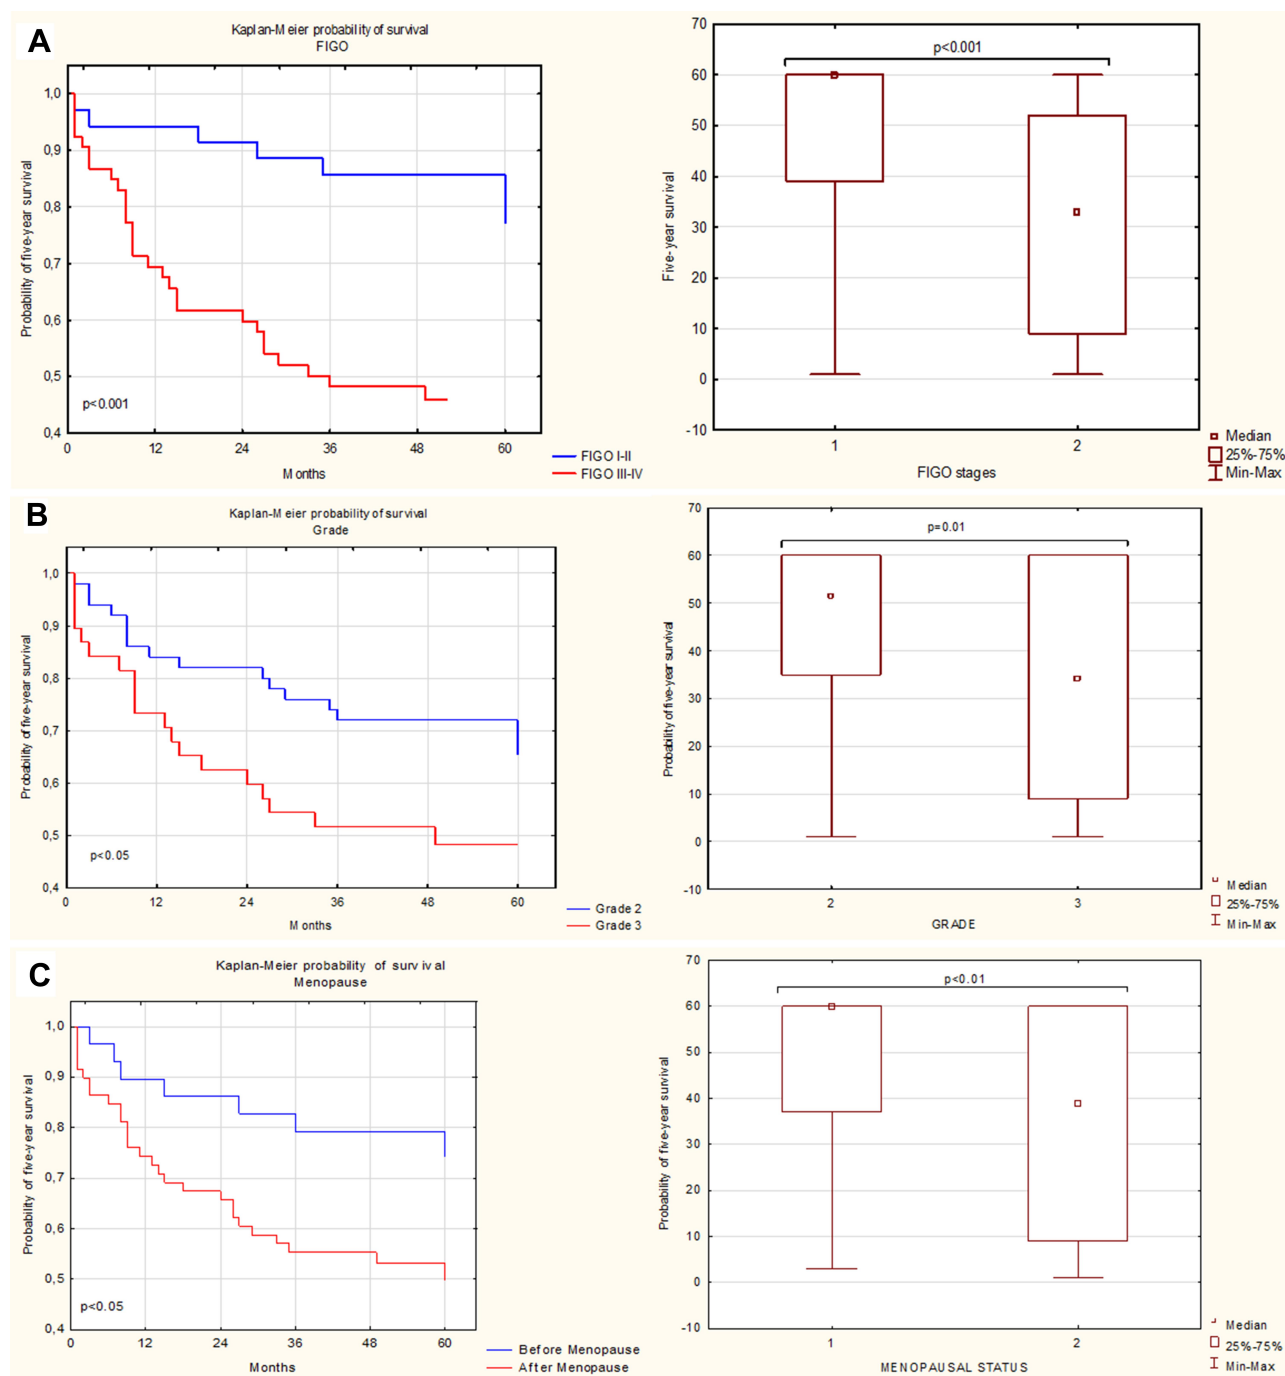 A
Kaplan-Meier probability of survival
FIGO
Probability of five-year survival
1,0
0,9
0,8
0,7
0,6
0,5
0,4
p<0.001
0 12 24 36 48 60
Months
FIGO I-II
FIGO III-IV
p<0.001
Five-year survival
70
60
50
40
30
20
10
0
-10
1 2
FIGO stages
Median
25%-75%
Min-Max
B
Kaplan-Meier probability of survival
Grade
Probability of five-year survival
1,0
0,9
0,8
0,7
0,6
0,5
0,4
p<0.05
0 12 24 36 48 60
Months
Grade 2
Grade 3
p=0.01
Probability of five-year survival
70
60
50
40
30
20
10
0
-10
2 3
GRADE
Median
25%-75%
Min-Max
C
Kaplan-Meier probability of survival
Menopause
Probability of five-year survival
1,0
0,9
0,8
0,7
0,6
0,5
0,4
p<0.05
0 12 24 36 48 60
Months
Before Menopause
After Menopause
p<0.01
Probability of five-year survival
70
60
50
40
30
20
10
0
-10
1 2
MENOPAUSAL STATUS
Median
25%-75%
Min-Max